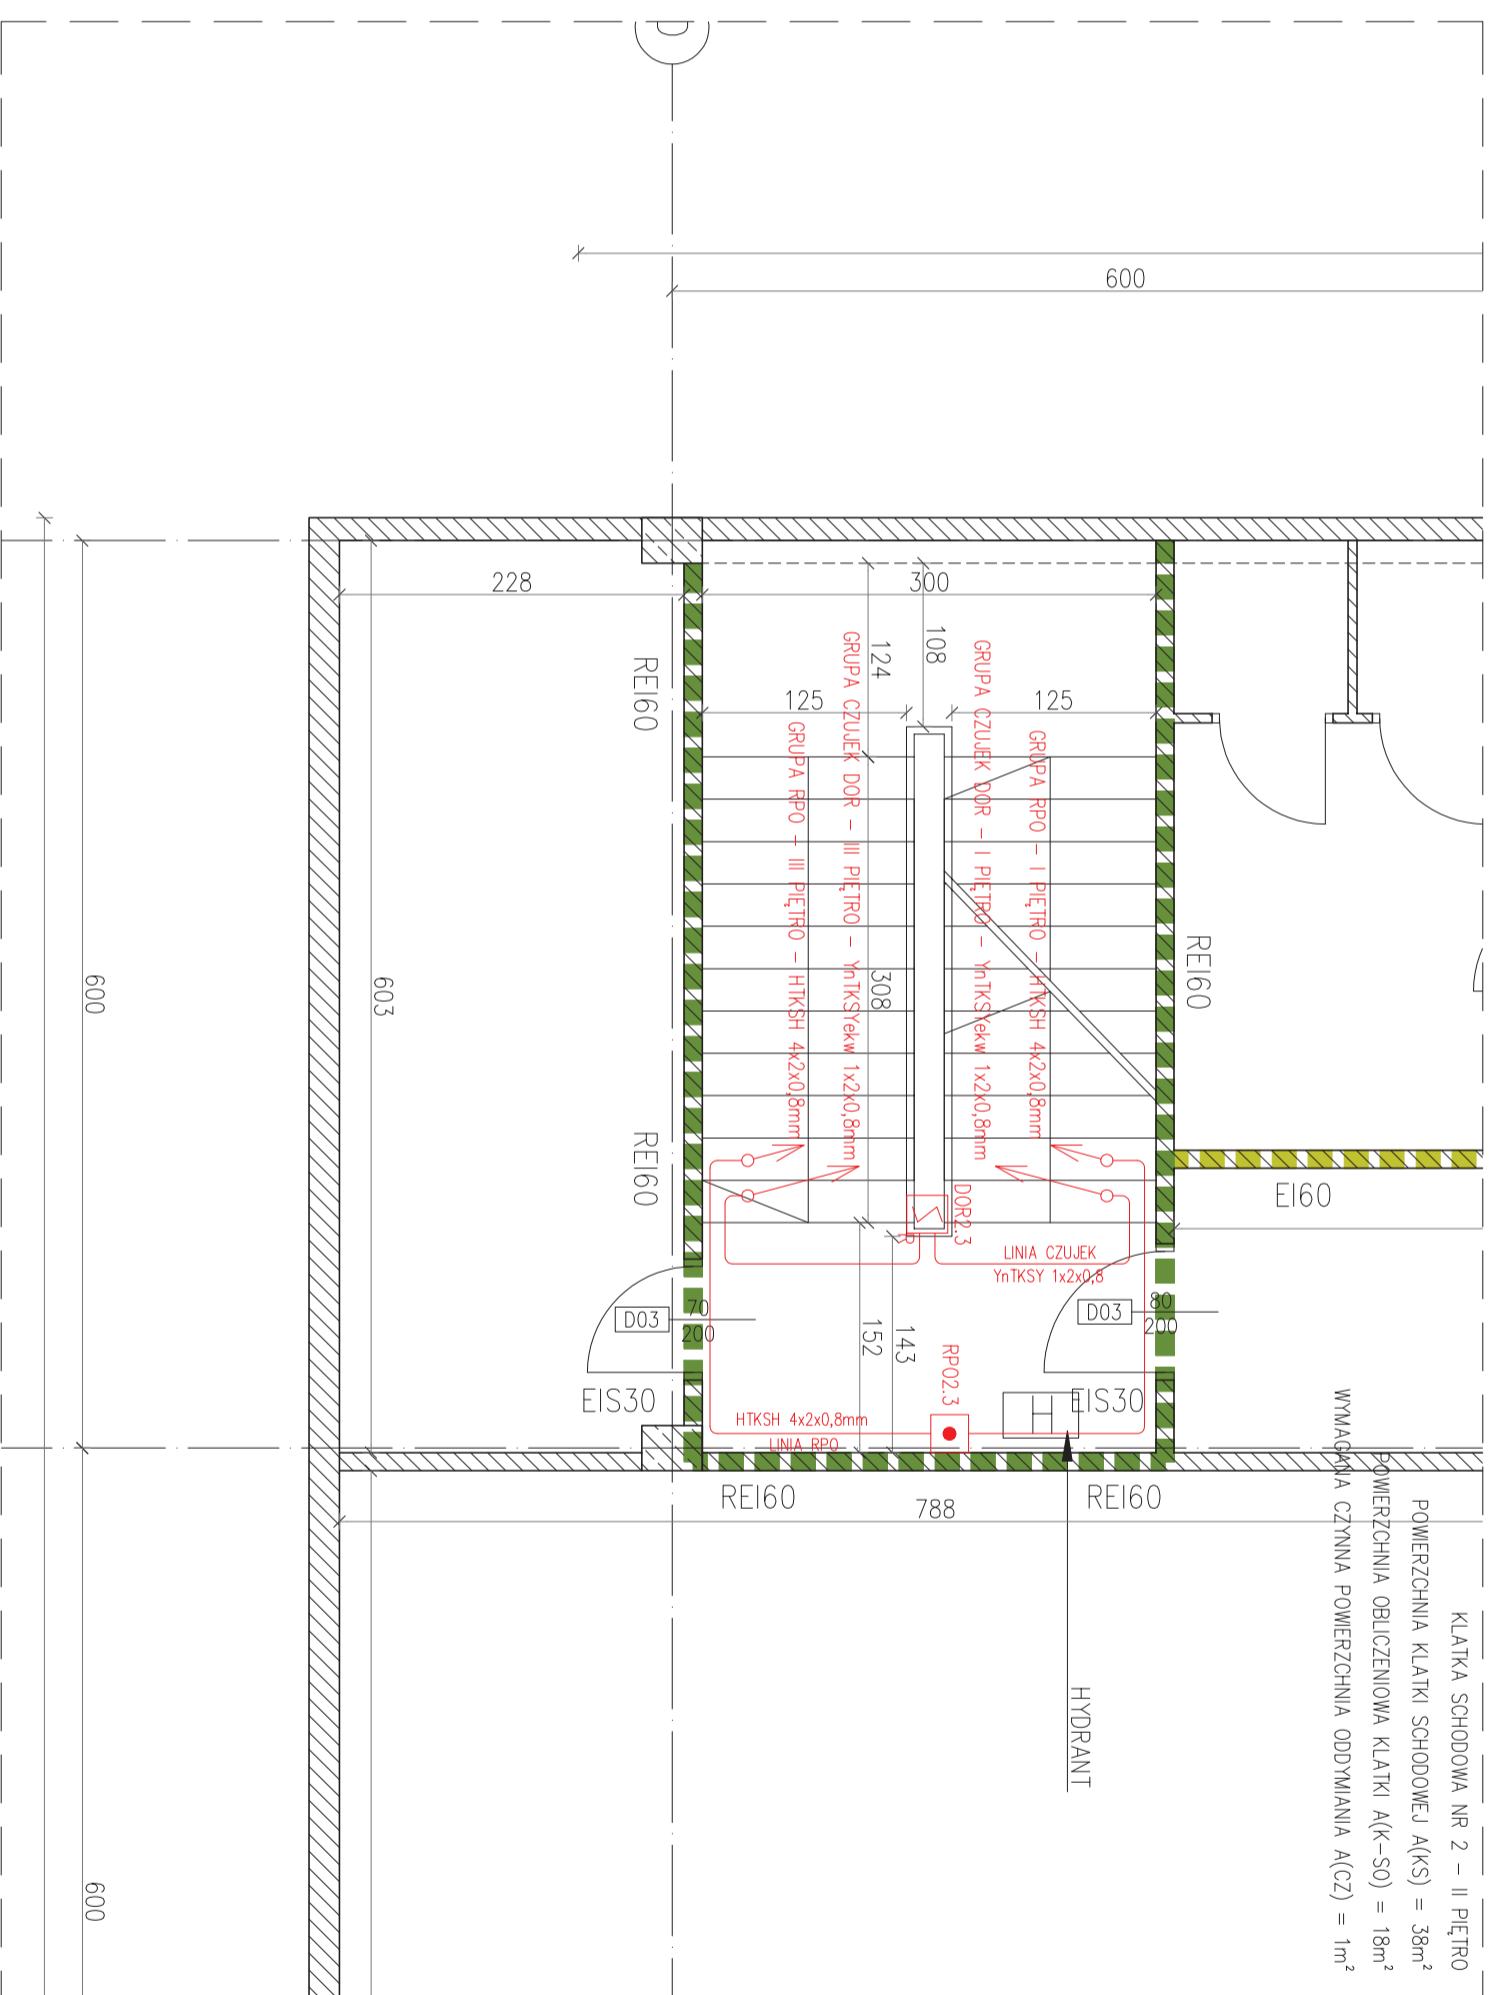 600
228
300
108
124
125
125
REI60
REI60
REI60
GRUPA CZUJEK DOR - I PIĘTRO - YnTKSYekw 1x2x0,8mm
GRUPA RPO - I PIĘTRO - HTKSH 4x2x0,8mm
GRUPA CZUJEK DOR - III PIĘTRO - YnTKSYekw 1x2x0,8mm
GRUPA RPO - III PIĘTRO - HTKSH 4x2x0,8mm
308
600
603
EI60
DOR2.3
R
LINIA CZUJEK
YnTKSY 1x2x0,8
D03
70
200
D03
80
200
143
152
RPO2.3
EIS30
EIS30
H
HTKSH 4x2x0,8mm
LINIA RPO
REI60
REI60
788
HYDRANT
KLATKA SCHODOWA NR 2 - II PIĘTRO
POWIERZCHNIA KLATKI SCHODOWEJ A(KS) = 38m²
POWIERZCHNIA OBLICZENIOWA KLATKI A(K-SO) = 18m²
WYMAGANA CZYNNA POWIERZCHNIA ODDYMIANIA A(CZ) = 1m²
600